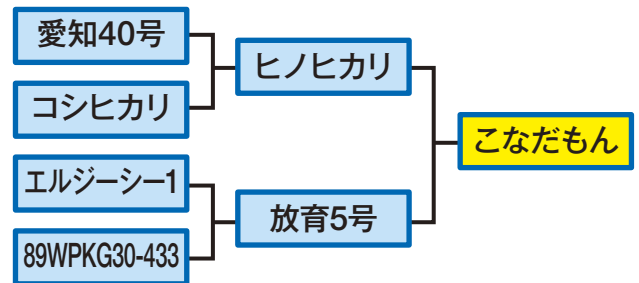 愛知40号
コシヒカリ
ヒノヒカリ
エルジーシー1
89WPKG30-433
放育5号
こなだもん